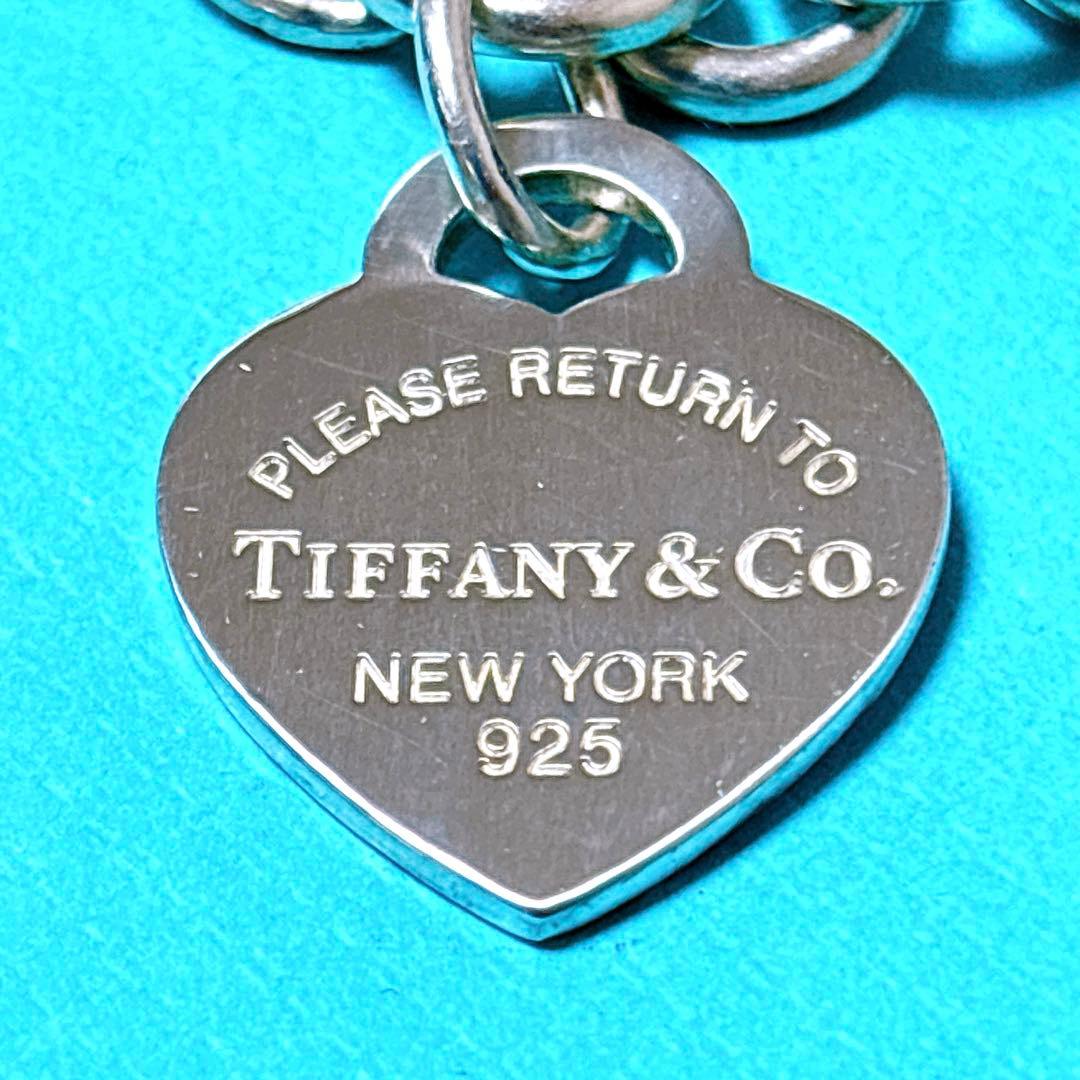 PLEASE RETURN TO
TIFFANY & CO.
NEW YORK
925